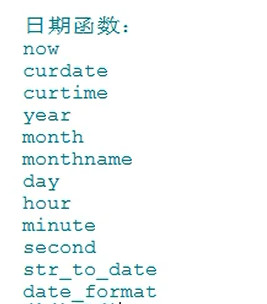 日期函数：
now
curdate
curtime
year
month
monthname
day
hour
minute
second
str_to_date
date_format